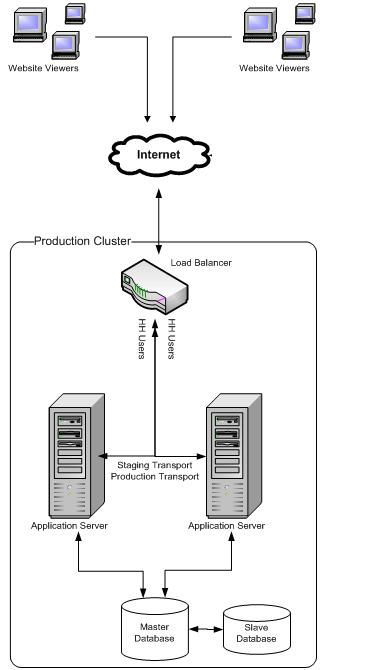 Website Viewers
Website Viewers
Internet
Production Cluster
Load Balancer
HH Users
HH Users
Staging Transport
Production Transport
Application Server
Application Server
Master
Database
Slave
Database